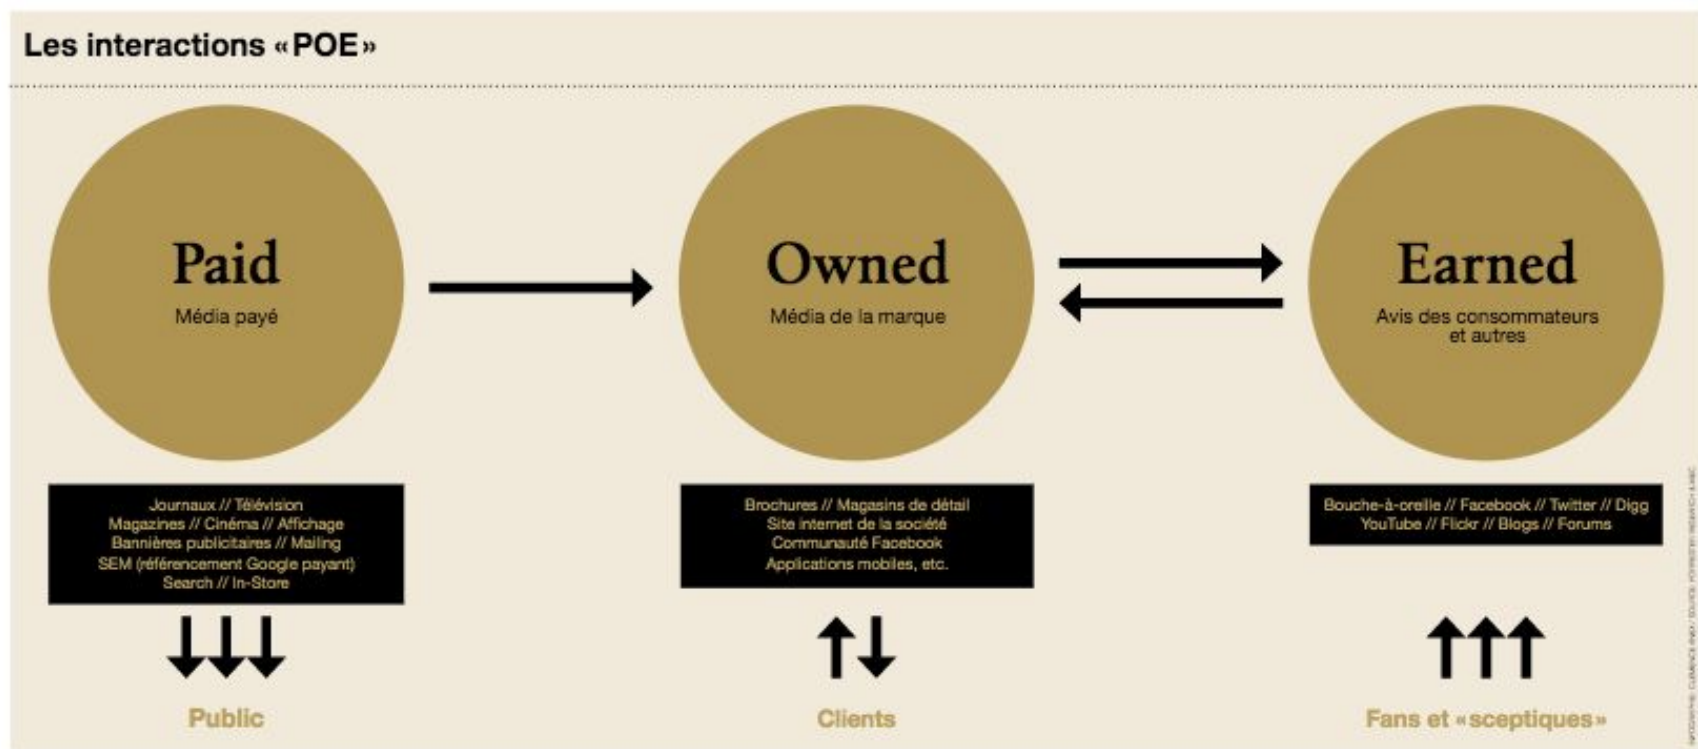 Les interactions «POE»
Paid
Média payé
Owned
Média de la marque
Earned
Avis des consommateurs
et autres
Journaux // Télévision
Magazines // Cinéma // Affichage
Bannières publicitaires // Mailing
SEM (référencement Google payant)
Search // In-Store
Brochures // Magasins de détail
Site internet de la société
Communauté Facebook
Applications mobiles, etc.
Bouche-à-oreille // Facebook // Twitter // Digg
YouTube // Flickr // Blogs // Forums
Public
Clients
Fans et «sceptiques»